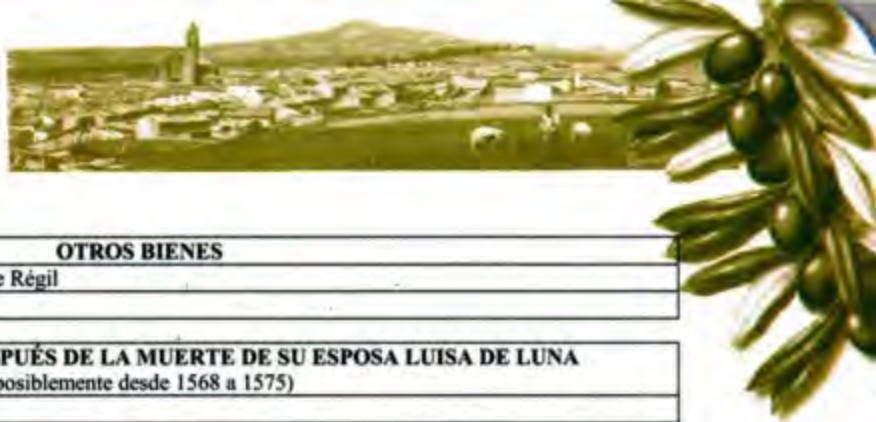 OTROS BIENES
e Régil
PUÉS DE LA MUERTE DE SU ESPOSA LUISA DE LUNA
posiblemente desde 1568 a 1575)